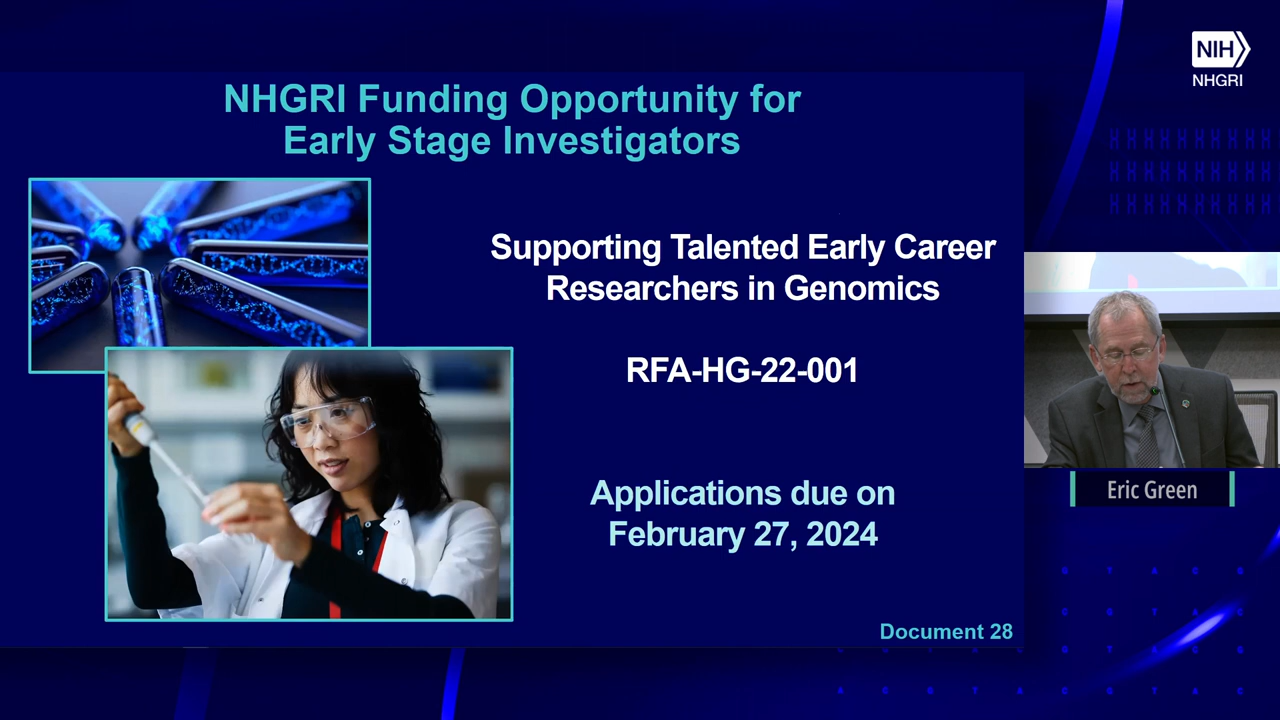 NIH
NHGRI
NHGRI Funding Opportunity for
Early Stage Investigators
Supporting Talented Early Career
Researchers in Genomics
RFA-HG-22-001
Applications due on
February 27, 2024
Document 28
Eric Green